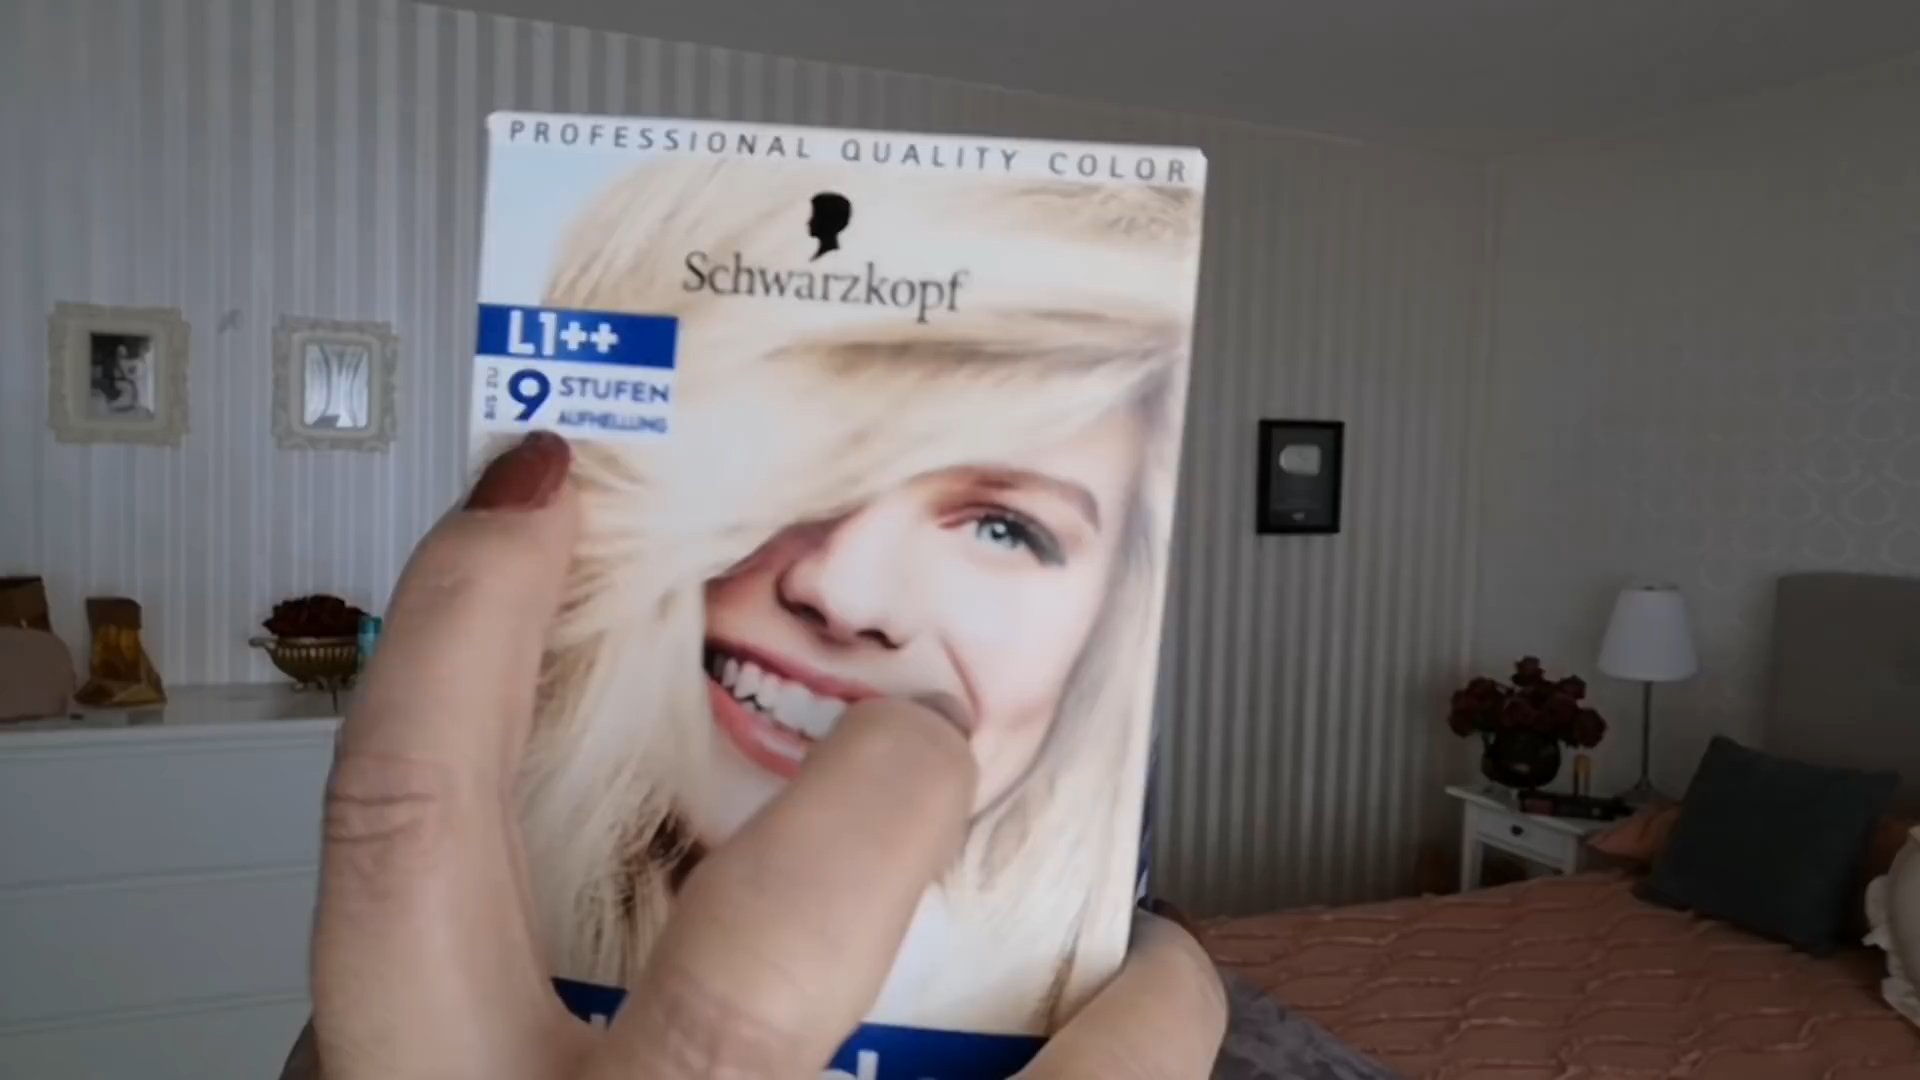 PROFESSIONAL QUALITY COLOR
Schwarzkopf
L1++
BIS ZU
9 STUFEN
AUFHELLUNG